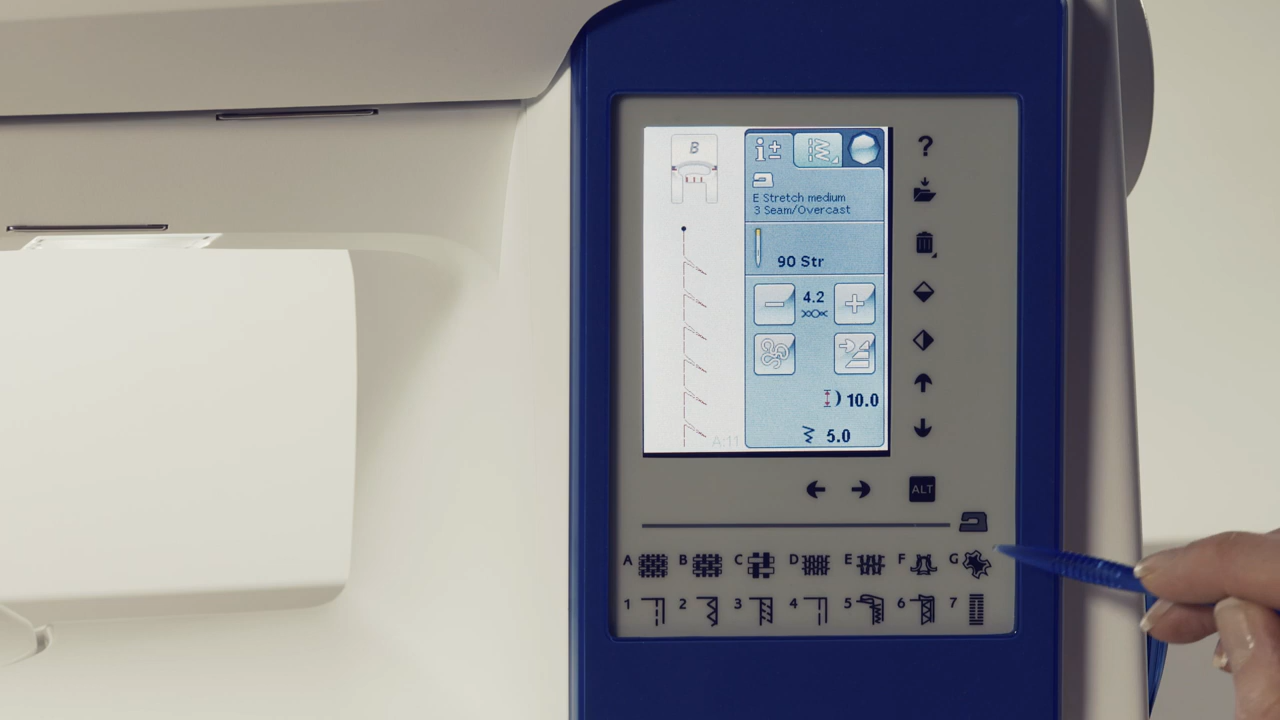 B
i±
?
E Stretch medium
3 Seam/Overcast
90 Str
− 4.2 +
10.0
5.0
A:11
ALT
A B C D E F G
1 2 3 4 5 6 7